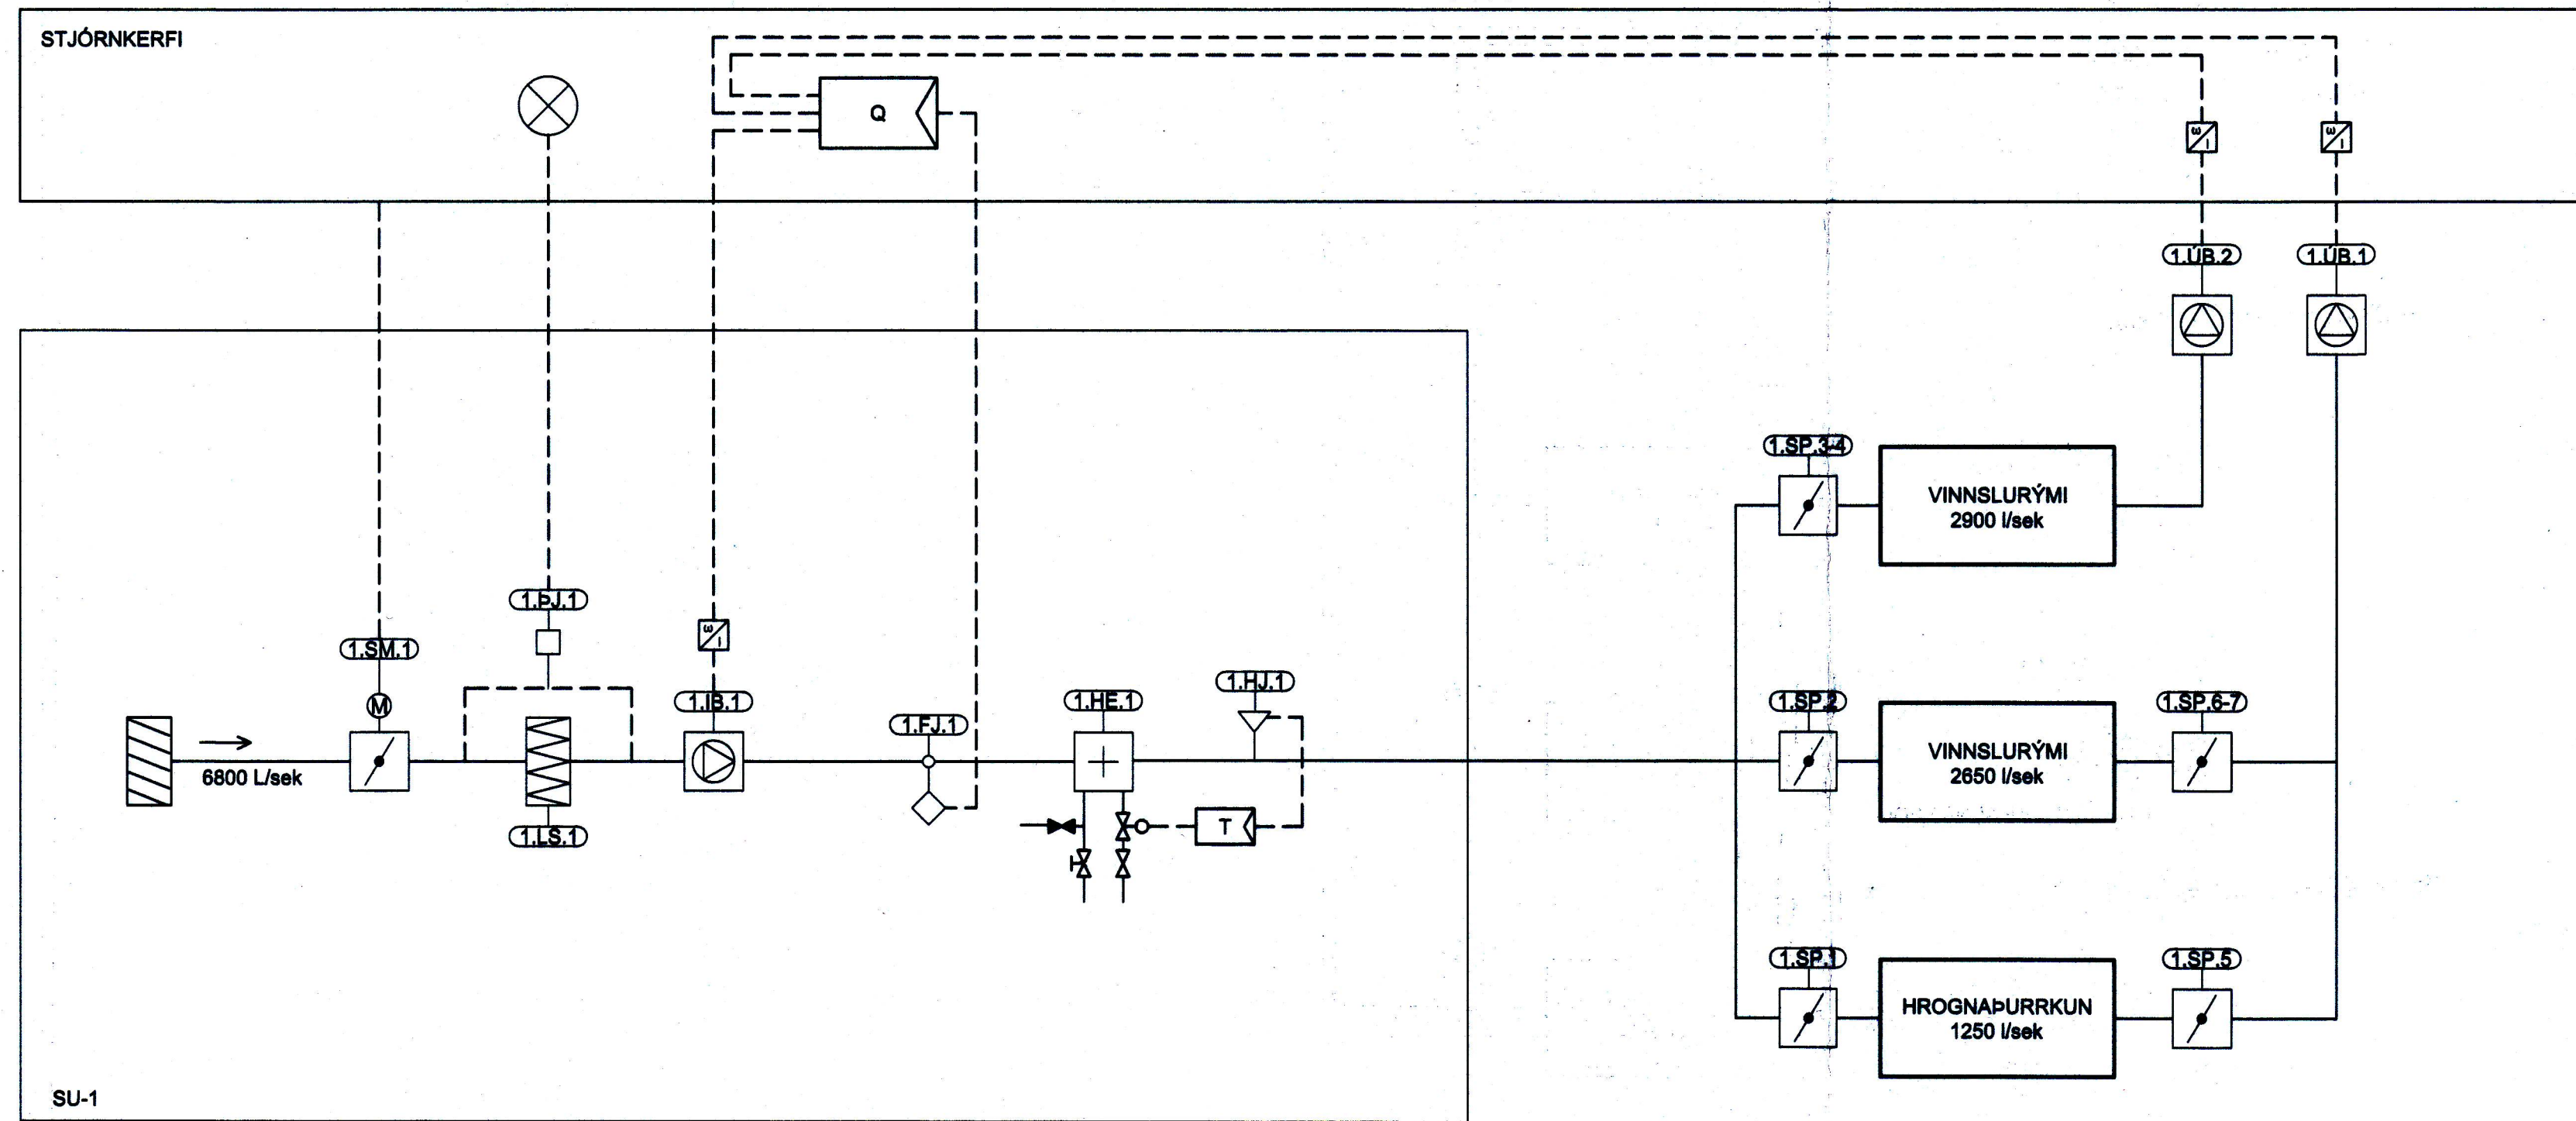 STJÓRNKERFI
Q
ω/I
ω/I
1.ÚB.2
1.ÚB.1
1.SP.3-4
VINNSLURÝMI
2900 l/sek
1.ÞJ.1
ω/I
1.SM.1
M
1.IB.1
1.FJ.1
1.HE.1
1.HJ.1
1.SP.2
VINNSLURÝMI
2650 l/sek
1.SP.6-7
6800 L/sek
1.LS.1
T
1.SP.1
HROGNAÞURRKUN
1250 l/sek
1.SP.5
SU-1